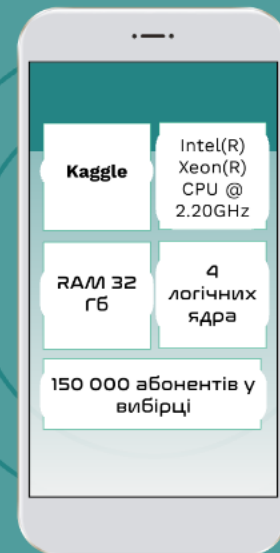 Kaggle
Intel(R)
Xeon(R)
CPU @
2.20GHz
RAM 32
Гб
4
логічних
ядра
150 000 абонентів у
вибірці